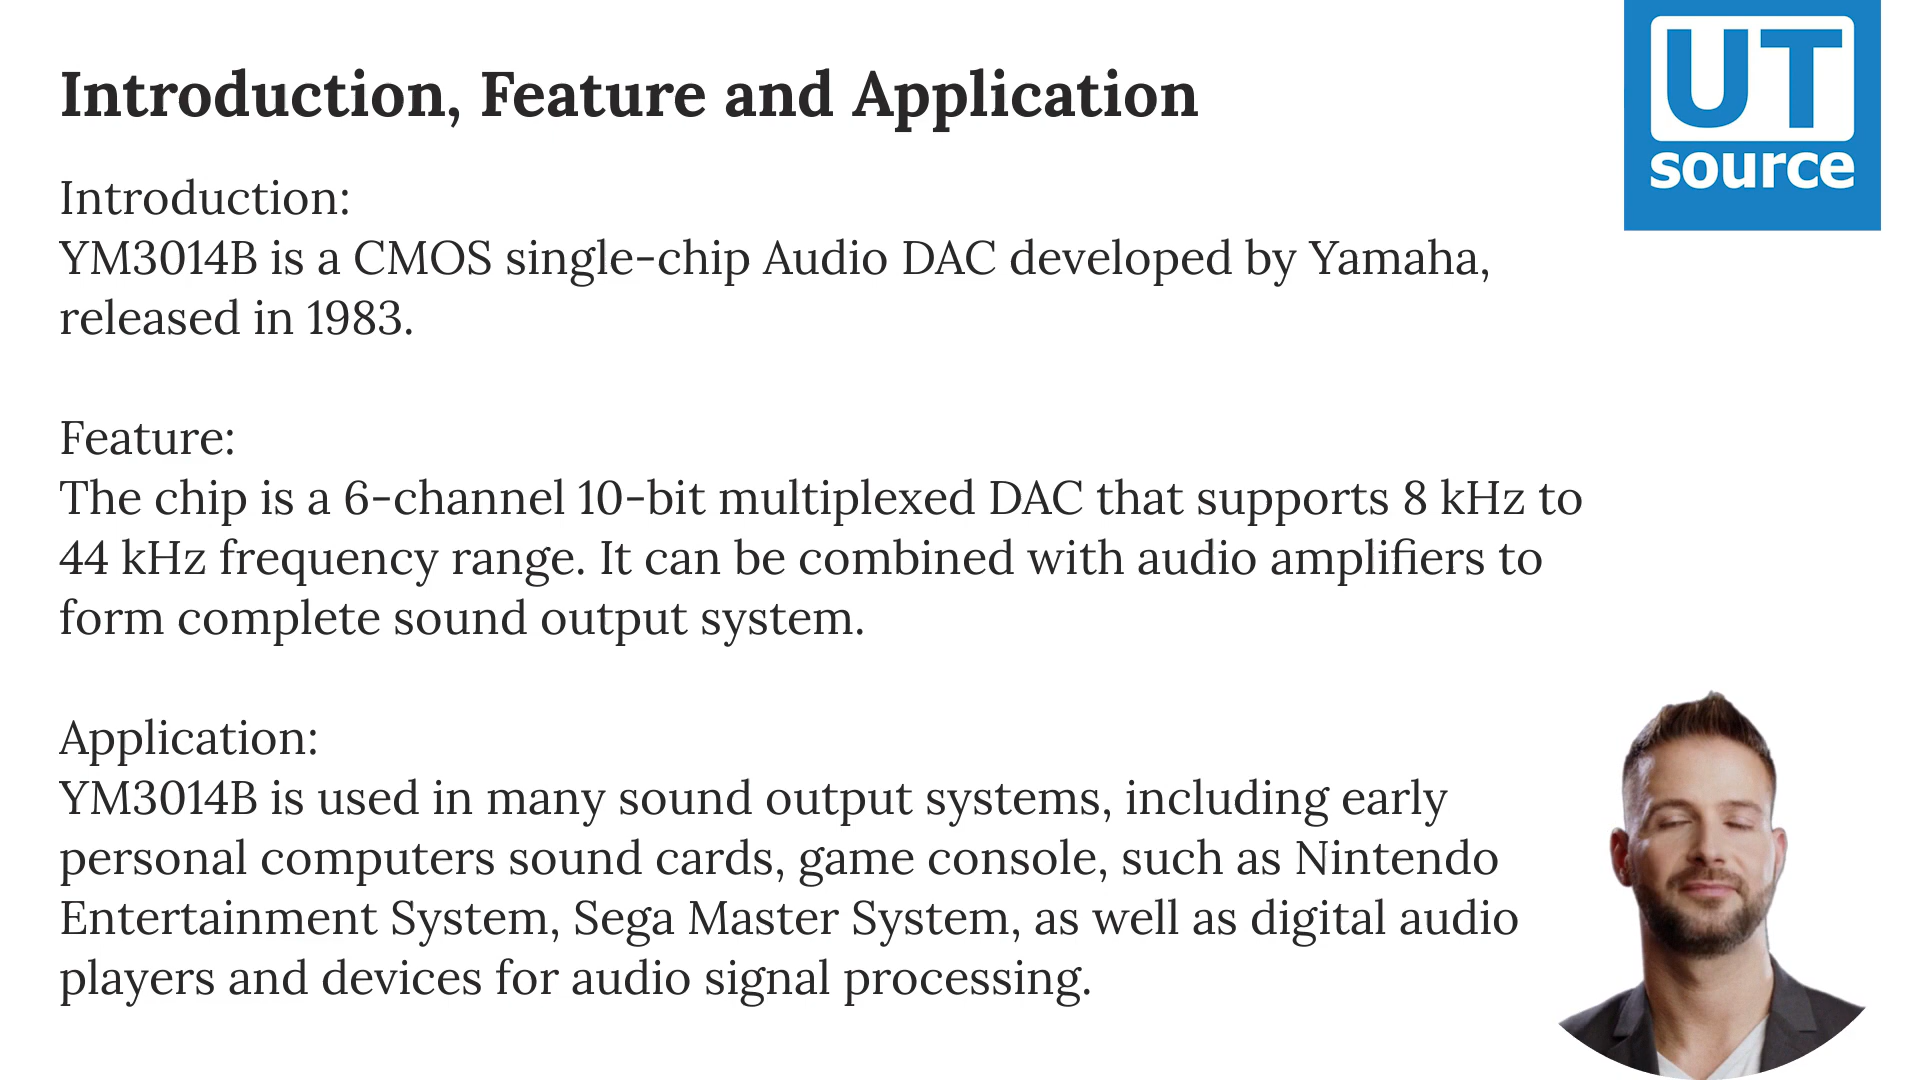 Introduction, Feature and Application
UT
source
Introduction:
YM3014B is a CMOS single-chip Audio DAC developed by Yamaha,
released in 1983.
Feature:
The chip is a 6-channel 10-bit multiplexed DAC that supports 8 kHz to
44 kHz frequency range. It can be combined with audio amplifiers to
form complete sound output system.
Application:
YM3014B is used in many sound output systems, including early
personal computers sound cards, game console, such as Nintendo
Entertainment System, Sega Master System, as well as digital audio
players and devices for audio signal processing.